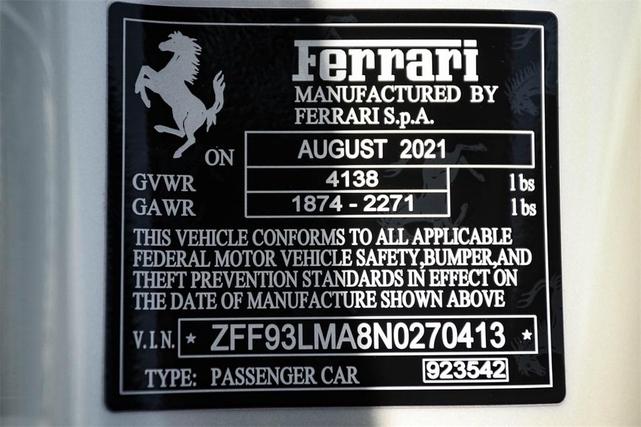 Ferrari
MANUFACTURED BY
FERRARI S.p.A.
ON AUGUST 2021
GVWR 4138 lbs
GAWR 1874 - 2271 lbs
THIS VEHICLE CONFORMS TO ALL APPLICABLE
FEDERAL MOTOR VEHICLE SAFETY,BUMPER,AND
THEFT PREVENTION STANDARDS IN EFFECT ON
THE DATE OF MANUFACTURE SHOWN ABOVE
V.I.N. * ZFF93LMA8N0270413 *
TYPE: PASSENGER CAR 923542